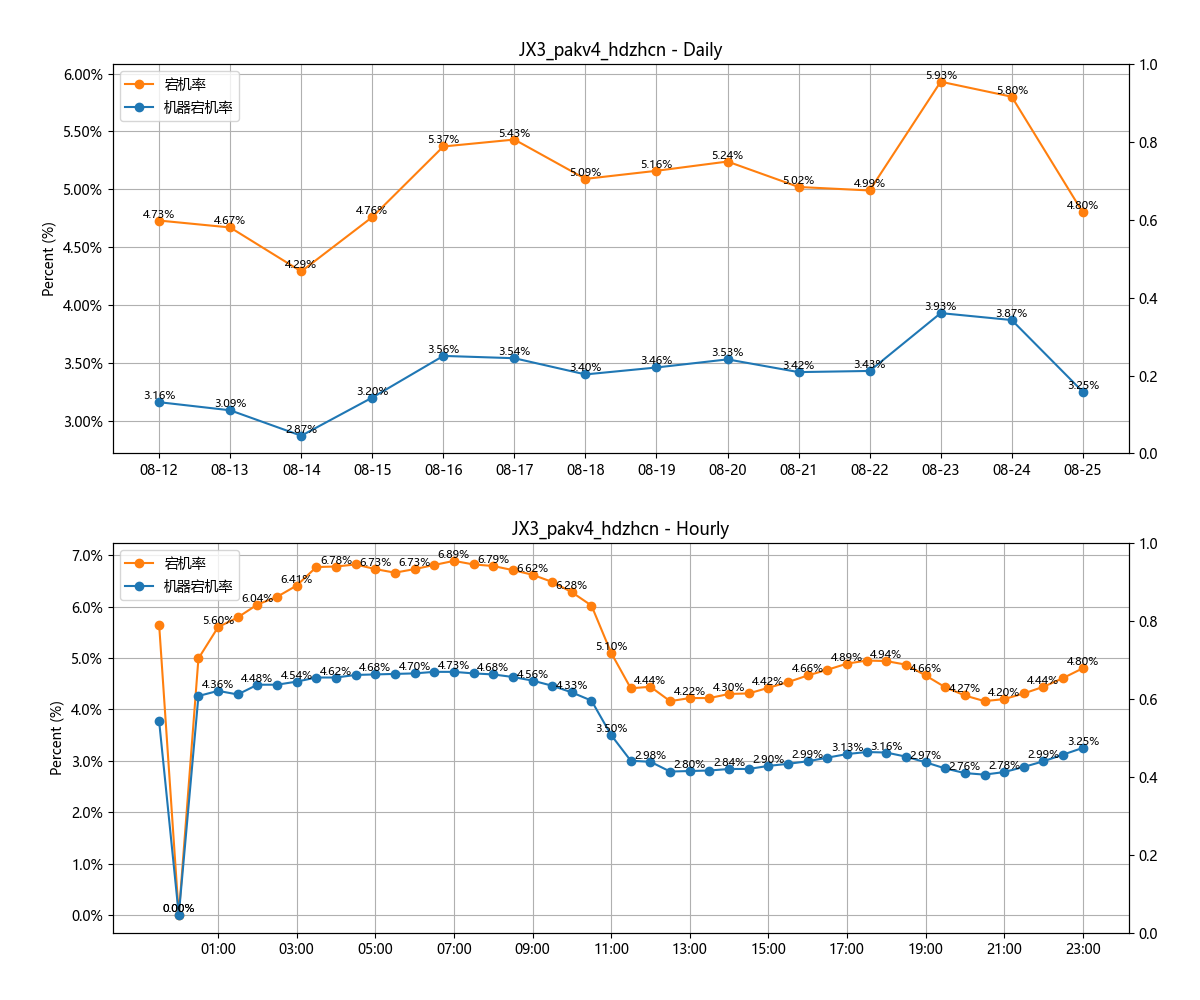 JX3_pakv4_hdzhcn - Daily
宕机率
机器宕机率
Percent (%)
6.00%
5.50%
5.00%
4.50%
4.00%
3.50%
3.00%
1.0
0.8
0.6
0.4
0.2
0.0
4.73% 4.67% 4.29% 4.76% 5.37% 5.43% 5.09% 5.16% 5.24% 5.02% 4.99% 5.93% 5.80% 4.80%
3.16% 3.09% 2.87% 3.20% 3.56% 3.54% 3.40% 3.46% 3.53% 3.42% 3.43% 3.93% 3.87% 3.25%
08-12 08-13 08-14 08-15 08-16 08-17 08-18 08-19 08-20 08-21 08-22 08-23 08-24 08-25
JX3_pakv4_hdzhcn - Hourly
宕机率
机器宕机率
Percent (%)
7.0%
6.0%
5.0%
4.0%
3.0%
2.0%
1.0%
0.0%
1.0
0.8
0.6
0.4
0.2
0.0
0.00% 5.60% 6.04% 6.41% 6.78% 6.73% 6.73% 6.89% 6.79% 6.62% 6.28% 5.10% 4.44% 4.22% 4.30% 4.42% 4.66% 4.89% 4.94% 4.66% 4.27% 4.20% 4.44% 4.80%
0.00% 4.36% 4.48% 4.54% 4.62% 4.68% 4.70% 4.73% 4.68% 4.56% 4.33% 3.50% 2.98% 2.80% 2.84% 2.90% 2.99% 3.13% 3.16% 2.97% 2.76% 2.78% 2.99% 3.25%
01:00 03:00 05:00 07:00 09:00 11:00 13:00 15:00 17:00 19:00 21:00 23:00